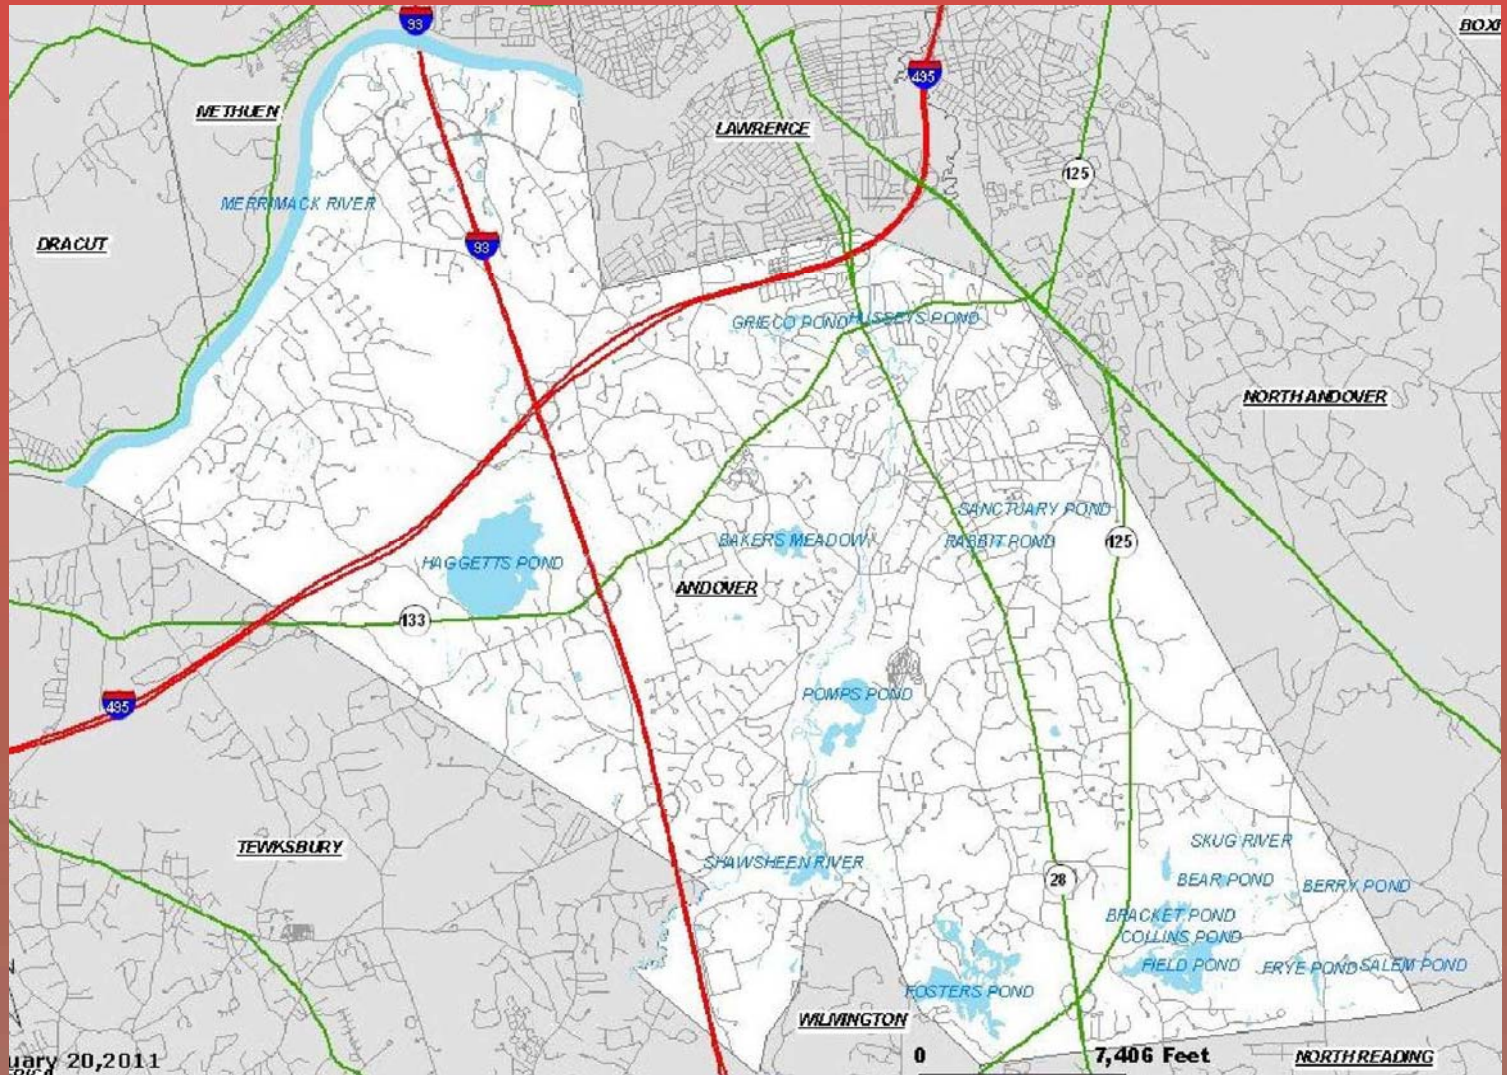 93
BOXF
495
METHUEN
LAWRENCE
125
MERRIMACK RIVER
DRACUT
93
GRIECO POND
HUSSEYS POND
NORTH ANDOVER
SANCTUARY POND
BAKERS MEADOW
RABBIT POND
125
HAGGETTS POND
ANDOVER
133
POMPS POND
495
SKUG RIVER
TEWKSBURY
SHAWSHEEN RIVER
28
BEAR POND
BERRY POND
BRACKET POND
COLLINS POND
FIELD POND
FRYE POND
SALEM POND
FOSTERS POND
WILMINGTON
uary 20,2011
0
7,406 Feet
NORTH READING